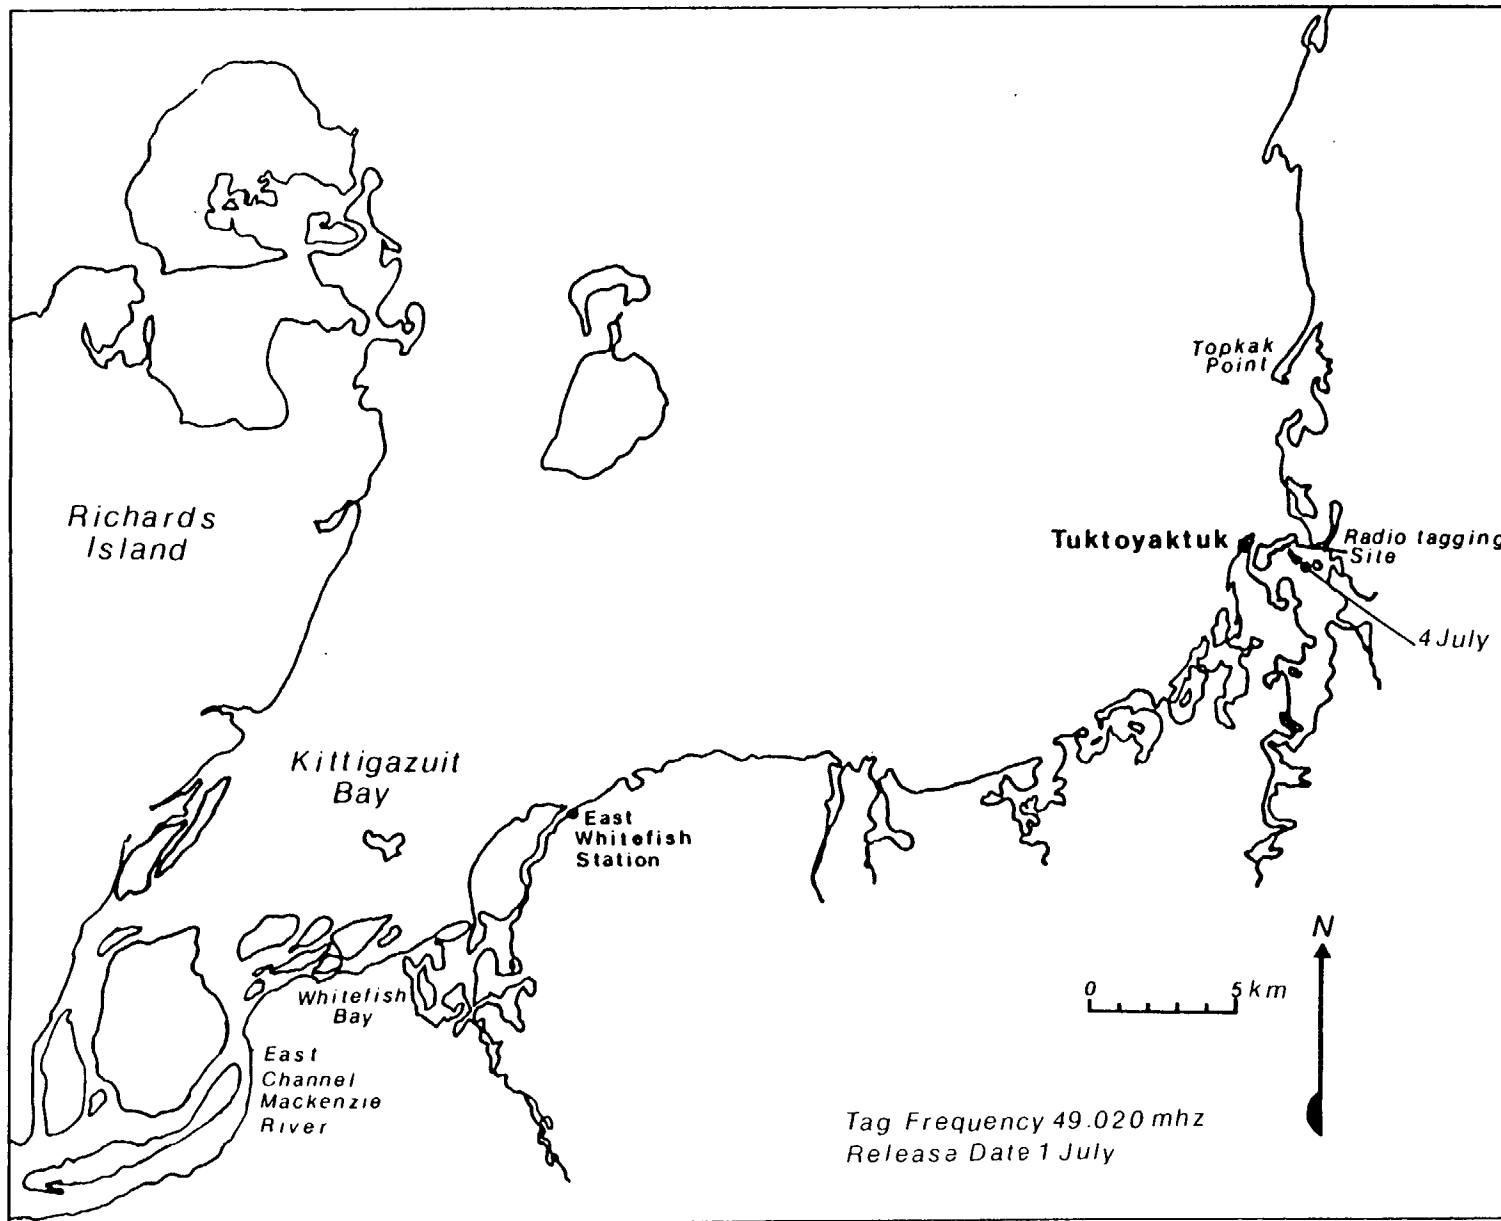 Topkak
Point
Richards
Island
Tuktoyaktuk
Radio tagging
Site
4 July
Kittigazuit
Bay
East
Whitefish
Station
N
Whitefish
Bay
0 5 km
East
Channel
Mackenzie
River
Tag Frequency 49.020 mhz
Release Date 1 July